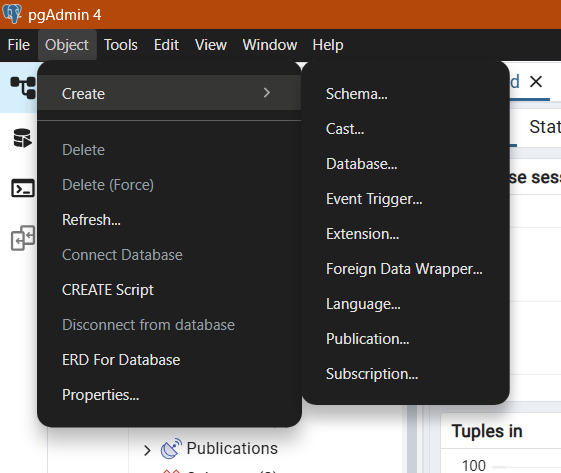 pgAdmin 4
File Object Tools Edit View Window Help
Create
Delete
Delete (Force)
Refresh...
Connect Database
CREATE Script
Disconnect from database
ERD For Database
Properties...
Schema...
Cast...
Database...
Event Trigger...
Extension...
Foreign Data Wrapper...
Language...
Publication...
Subscription...
d
Stat
se ses
Tuples in
100
Publications